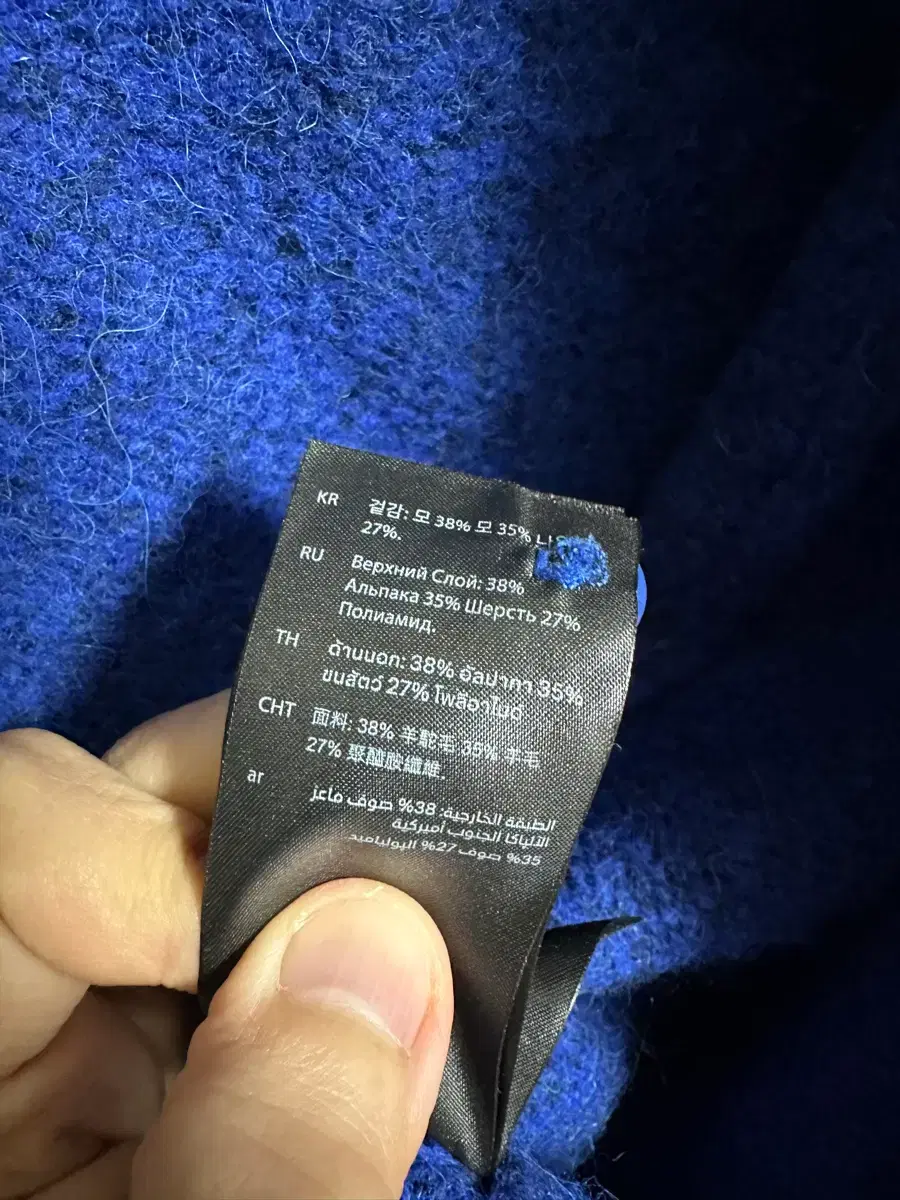 KR 겉감: 모 38% 모 35%
27%.
RU Верхний Слой: 38%
Альпака 35% Шерсть 27%
Полиамид.
TH ด้านนอก: 38% อัลปากา 35%
ขนสัตว์ 27% โพลีอาไมด์
CHT 面料: 38% 羊駝毛 35% 羊毛
27% 聚醯胺纖維.
ar الطبقة الخارجية: 38% صوف ماعز
الألباكا الجنوب أميركية
35% صوف 27% البولياميد